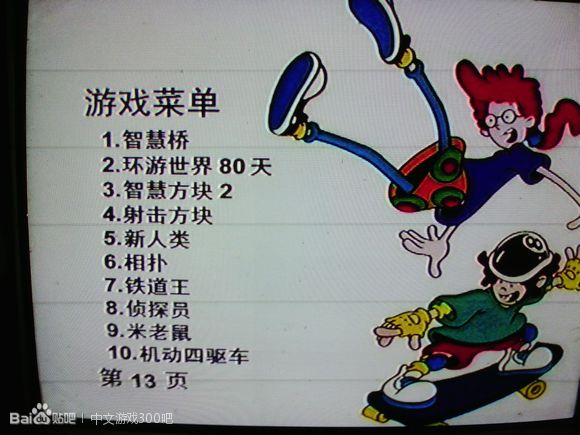 游戏菜单
1.智慧桥
2.环游世界 80 天
3.智慧方块 2
4.射击方块
5.新人类
6.相扑
7.铁道王
8.侦探员
9.米老鼠
10.机动四驱车
第 13 页
Bai贴吧 | 中文游戏300吧